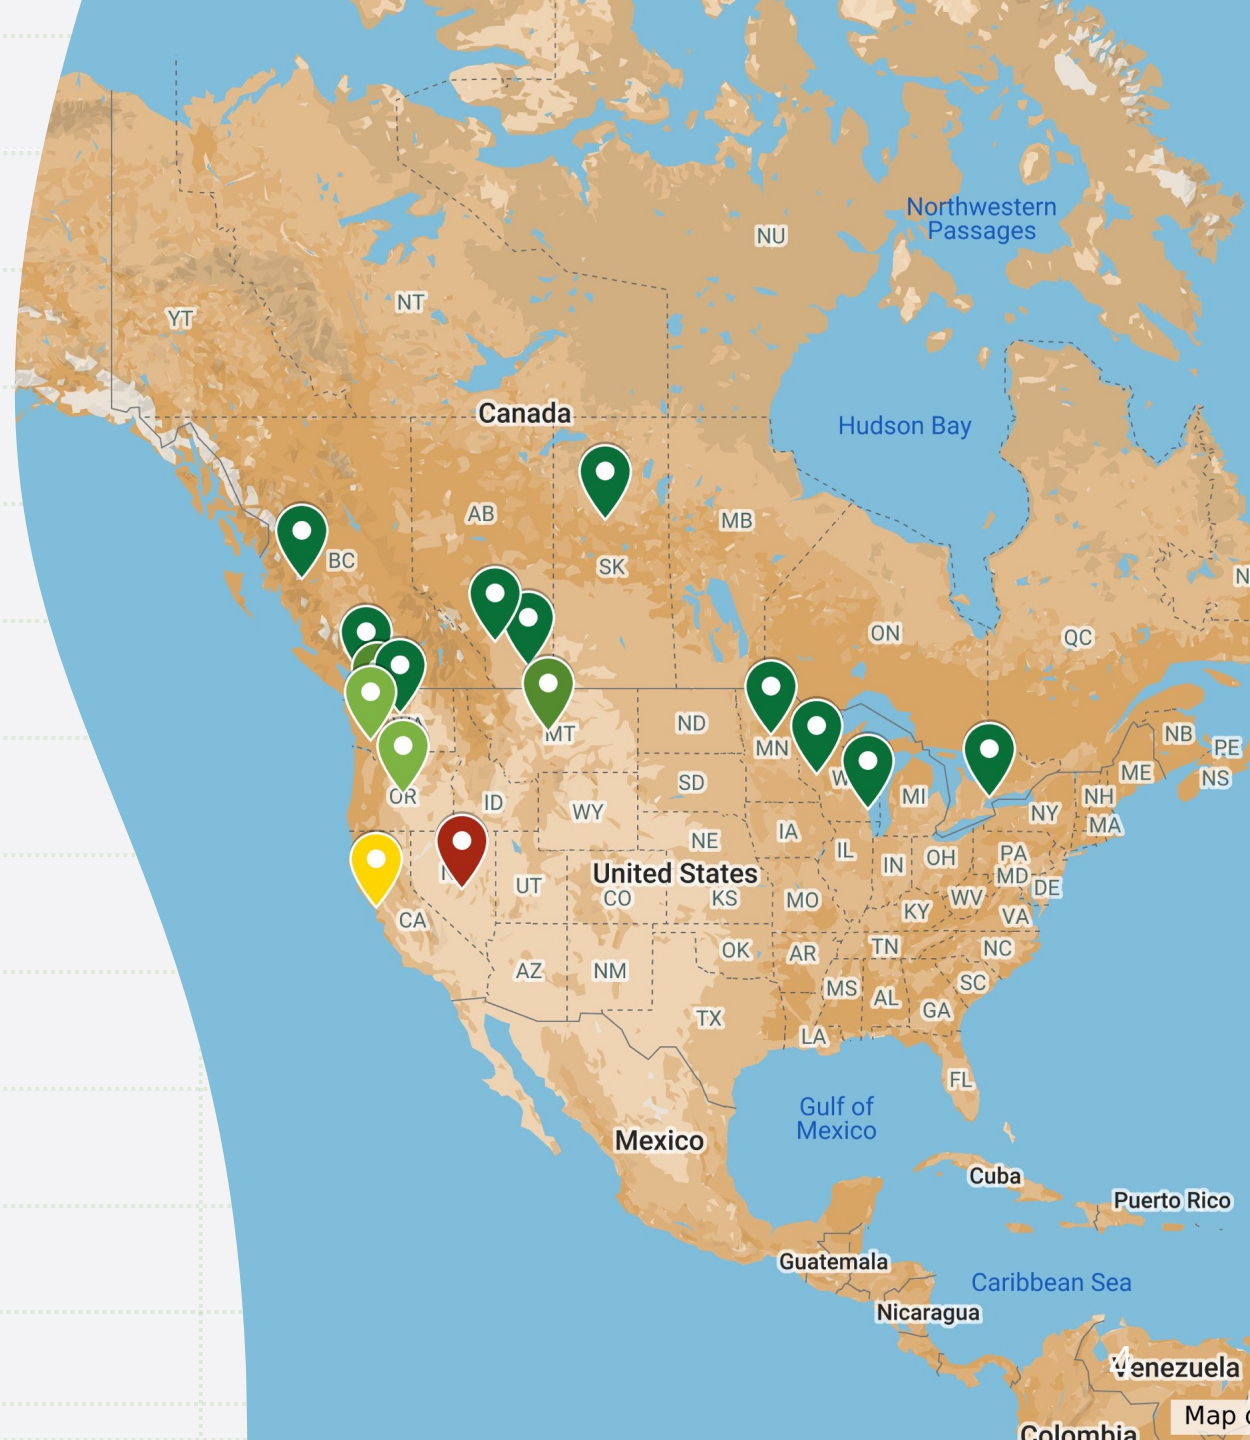 Northwestern
Passages
NU
NT
YT
Canada
Hudson Bay
AB
MB
BC
SK
ON
QC
N
ND
MT
MN
NB
PE
ME
NS
SD
ID
OR
WY
MI
NH
NY
MA
IA
NE
IL
IN
OH
PA
United States
MD
UT
DE
CO
KS
MO
WV
KY
VA
CA
OK
AR
TN
NC
AZ
NM
MS
AL
SC
GA
TX
LA
FL
Gulf of
Mexico
Mexico
Cuba
Puerto Rico
Guatemala
Caribbean Sea
Nicaragua
4
Venezuela
Map
Colombia